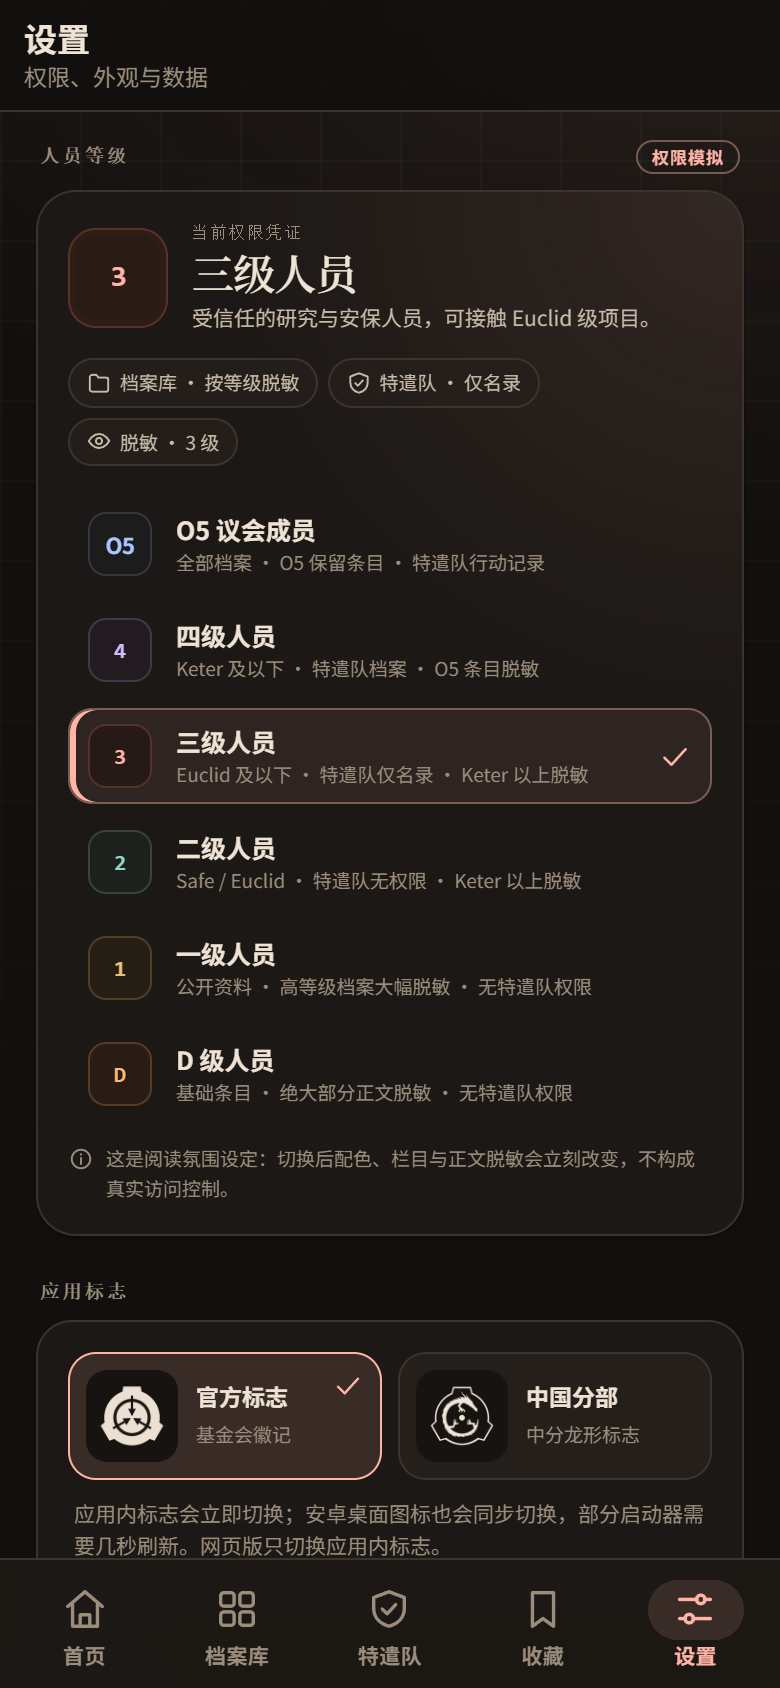 设置
权限、外观与数据
人员等级
权限模拟
3
当前权限凭证
三级人员
受信任的研究与安保人员，可接触 Euclid 级项目。
档案库 · 按等级脱敏
特遣队 · 仅名录
脱敏 · 3 级
O5
O5 议会成员
全部档案 · O5 保留条目 · 特遣队行动记录
4
四级人员
Keter 及以下 · 特遣队档案 · O5 条目脱敏
3
三级人员
Euclid 及以下 · 特遣队仅名录 · Keter 以上脱敏
2
二级人员
Safe / Euclid · 特遣队无权限 · Keter 以上脱敏
1
一级人员
公开资料 · 高等级档案大幅脱敏 · 无特遣队权限
D
D 级人员
基础条目 · 绝大部分正文脱敏 · 无特遣队权限
这是阅读氛围设定：切换后配色、栏目与正文脱敏会立刻改变，不构成
真实访问控制。
应用标志
官方标志
基金会徽记
中国分部
中分龙形标志
应用内标志会立即切换；安卓桌面图标也会同步切换，部分启动器需
要几秒刷新。网页版只切换应用内标志。
首页
档案库
特遣队
收藏
设置